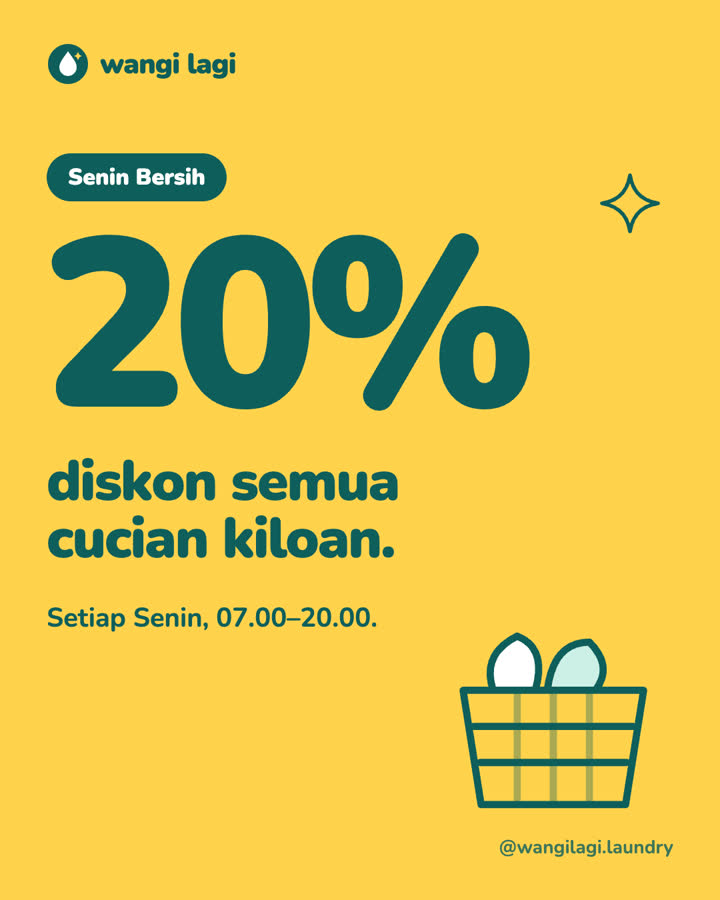 wangi lagi
Senin Bersih
20%
diskon semua
cucian kiloan.
Setiap Senin, 07.00–20.00.
@wangilagi.laundry